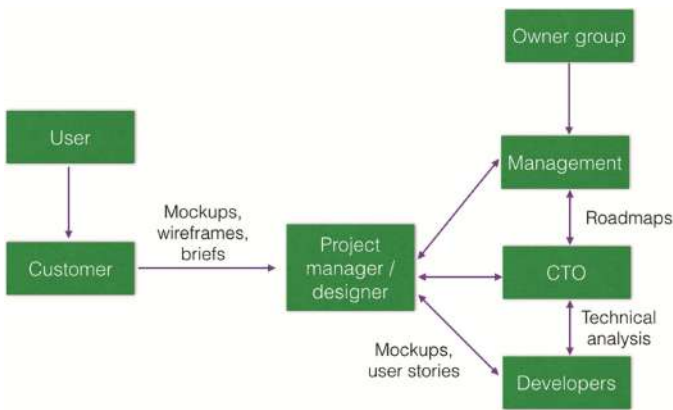 Owner group
User
Management
Mockups,
wireframes,
briefs
Roadmaps
Customer
Project
manager /
designer
CTO
Technical
analysis
Mockups,
user stories
Developers